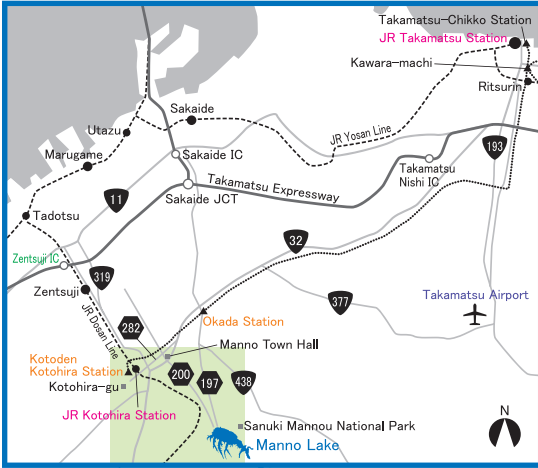 Takamatsu-Chikko Station
JR Takamatsu Station
Kawara-machi
Ritsurin
Sakaide
Utazu
JR Yosan Line
193
Marugame
Sakaide IC
Takamatsu
Nishi IC
Takamatsu Expressway
Sakaide JCT
11
Tadotsu
32
Zentsuji IC
319
377
Zentsuji
Takamatsu Airport
JR Dosan Line
282
Okada Station
Manno Town Hall
Kotoden
Kotohira Station
200
197
438
Kotohira-gu
JR Kotohira Station
Sanuki Mannou National Park
Manno Lake
N